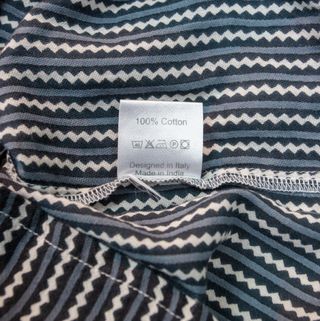 100% Cotton
Designed in Italy
Made in India